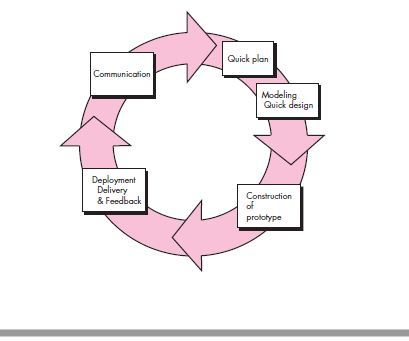 Communication
Quick plan
Modeling
Quick design
Construction
of
prototype
Deployment
Delivery
& Feedback